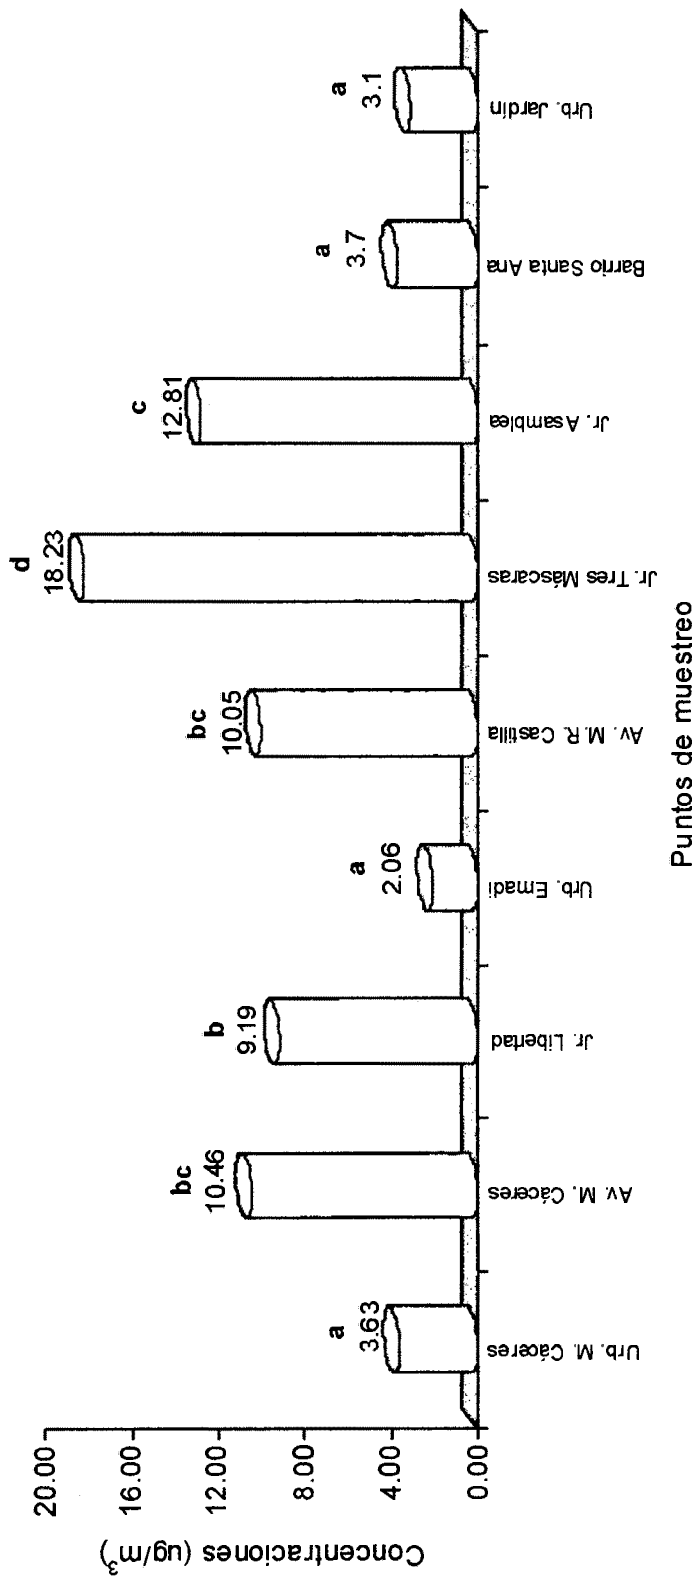 Concentraciones (ug/m³)
20.00
16.00
12.00
8.00
4.00
0.00
a
3.63
bc
10.46
b
9.19
a
2.06
bc
10.05
d
18.23
c
12.81
a
3.7
a
3.1
Urb. M. Cáceres
Av. M. Cáceres
Jr. Libertad
Urb. Emadi
Av. M.R. Castilla
Jr. Tres Máscaras
Jr. Asamblea
Barrio Santa Ana
Urb. Jardín
Puntos de muestreo